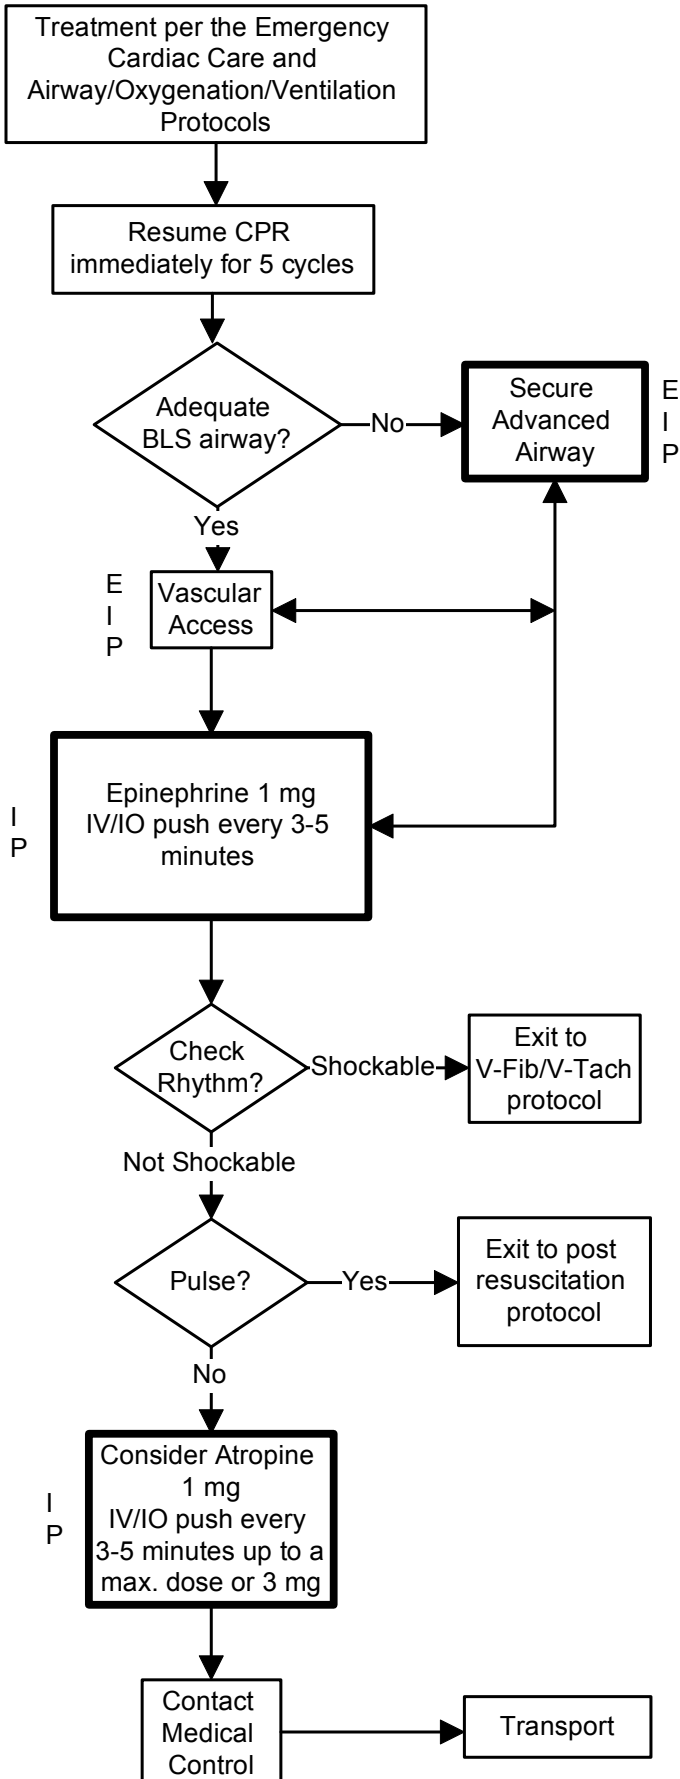 Treatment per the Emergency
Cardiac Care and
Airway/Oxygenation/Ventilation
Protocols
Resume CPR
immediately for 5 cycles
Adequate
BLS airway?
No
Secure
Advanced
Airway
E
I
P
Yes
E
I
P
Vascular
Access
I
P
Epinephrine 1 mg
IV/IO push every 3-5
minutes
Check
Rhythm?
Shockable
Exit to
V-Fib/V-Tach
protocol
Not Shockable
Pulse?
Yes
Exit to post
resuscitation
protocol
No
I
P
Consider Atropine
1 mg
IV/IO push every
3-5 minutes up to a
max. dose or 3 mg
Contact
Medical
Control
Transport